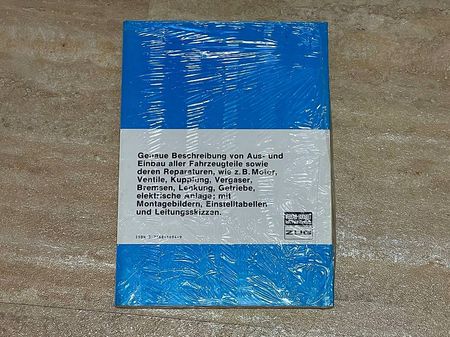 Genaue Beschreibung von Aus- und
Einbau aller Fahrzeugteile sowie
deren Reparaturen, wie z.B. Motor,
Ventile, Kupplung, Vergaser,
Bremsen, Lenkung, Getriebe,
elektrische Anlage; mit
Montagebildern, Einstelltabellen
und Leitungsskizzen.
ZUG
ISBN